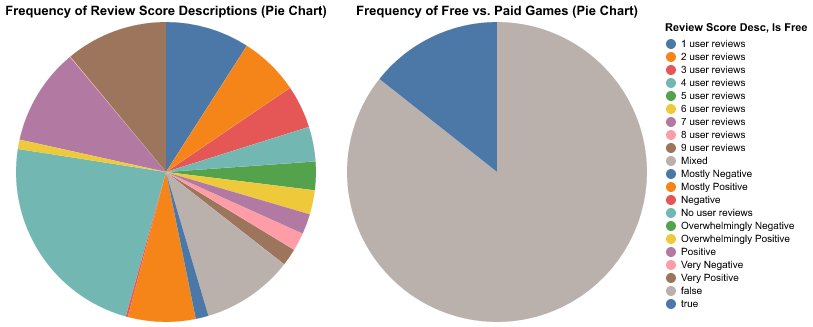 Frequency of Review Score Descriptions (Pie Chart)
Frequency of Free vs. Paid Games (Pie Chart)
Review Score Desc, Is Free
1 user reviews
2 user reviews
3 user reviews
4 user reviews
5 user reviews
6 user reviews
7 user reviews
8 user reviews
9 user reviews
Mixed
Mostly Negative
Mostly Positive
Negative
No user reviews
Overwhelmingly Negative
Overwhelmingly Positive
Positive
Very Negative
Very Positive
false
true